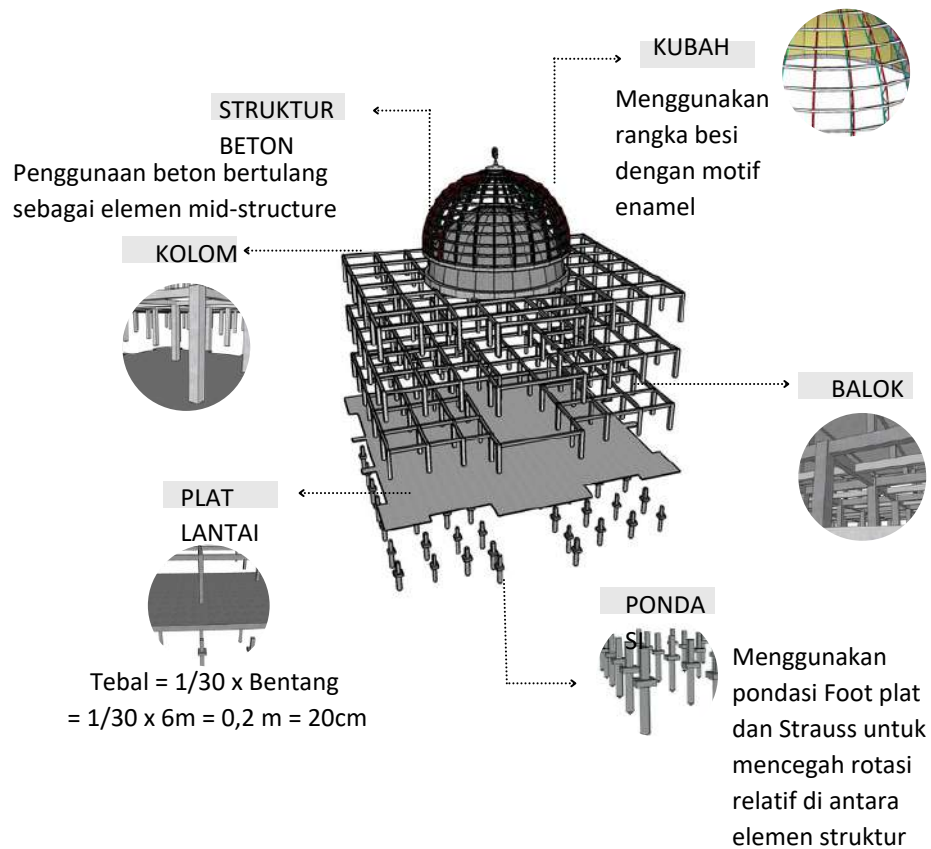 KUBAH
Menggunakan
rangka besi
dengan motif
enamel
STRUKTUR
BETON
Penggunaan beton bertulang
sebagai elemen mid-structure
KOLOM
BALOK
PLAT
LANTAI
Tebal = 1/30 x Bentang
= 1/30 x 6m = 0,2 m = 20cm
PONDA
SI
Menggunakan
pondasi Foot plat
dan Strauss untuk
mencegah rotasi
relatif di antara
elemen struktur